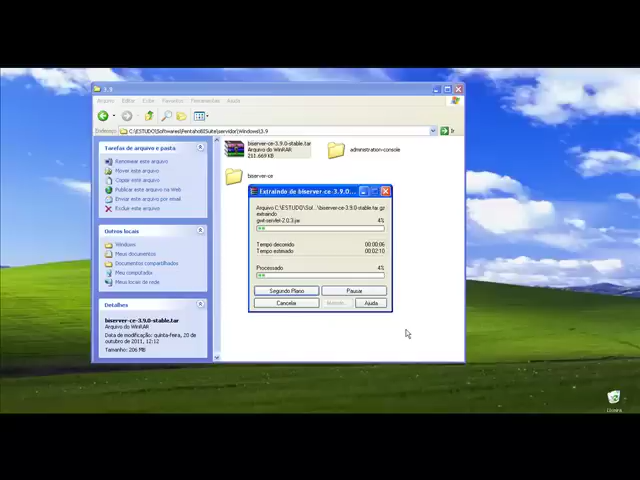 3.9
Arquivo Editar Exibir Favoritos Ferramentas Ajuda
Endereço C:\ESTUDO\Softwares\PentahoBISuite\servidor\Windows\3.9 Ir
Tarefas de arquivo e pasta
Renomear este arquivo
Mover este arquivo
Copiar este arquivo
Publicar este arquivo na Web
Enviar este arquivo por email
Excluir este arquivo
Outros locais
Windows
Meus documentos
Documentos compartilhados
Meu computador
Meus locais de rede
Detalhes
biserver-ce-3.9.0-stable.tar
Arquivo do WinRAR
Data de modificação: quinta-feira, 20 de
outubro de 2011, 12:12
Tamanho: 206 MB
biserver-ce-3.9.0-stable.tar
Arquivo do WinRAR
211.669 KB
administration-console
biserver-ce
Extraindo de biserver-ce-3.9.0...
Arquivo C:\ESTUDO\Sof...\biserver-ce-3.9.0-stable.tar.gz
extraindo
gwt-servlet-2.0.3.jar 4%
Tempo decorrido 00:00:06
Tempo estimado 00:02:10
Processado 4%
Segundo Plano Pausar
Cancelar Ajuda
Lixeira